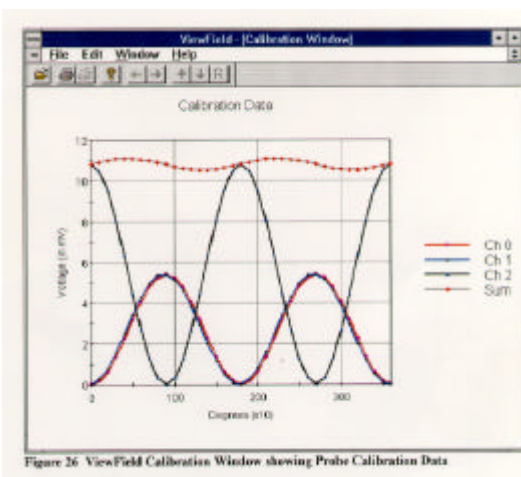 ViewField - [Calibration Window]
File Edit Window Help
R
Calibration Data
12
10
8
6
4
2
0
Voltage (in mV)
0 100 200 300
Degrees (x10)
Ch 0
Ch 1
Ch 2
Sum
Figure 26 ViewField Calibration Window showing Probe Calibration Data